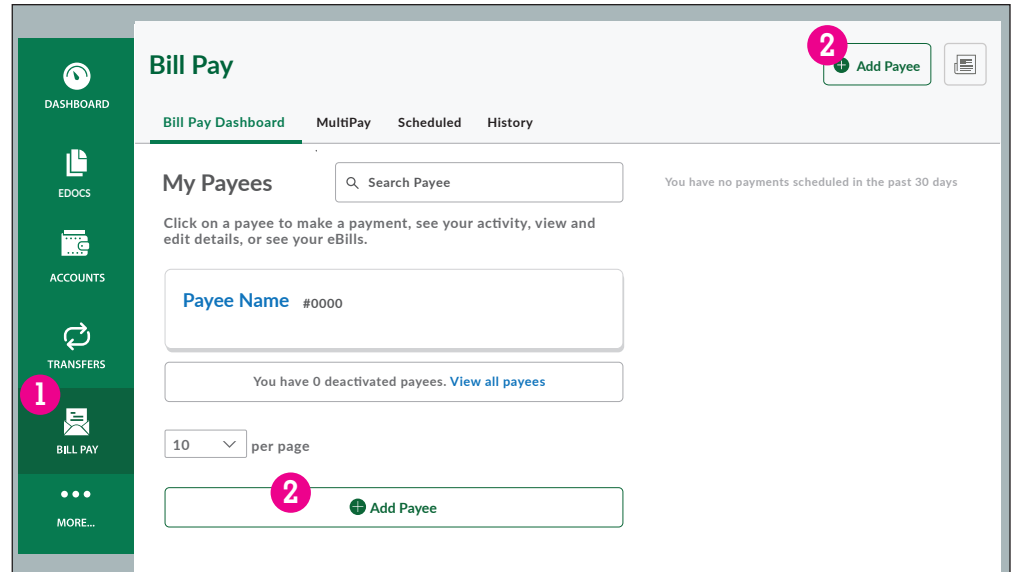 DASHBOARD
EDOCS
ACCOUNTS
TRANSFERS
1
BILL PAY
MORE...
Bill Pay
2
Add Payee
Bill Pay Dashboard MultiPay Scheduled History
My Payees
Search Payee
You have no payments scheduled in the past 30 days
Click on a payee to make a payment, see your activity, view and
edit details, or see your eBills.
Payee Name #0000
You have 0 deactivated payees. View all payees
10 per page
2
Add Payee